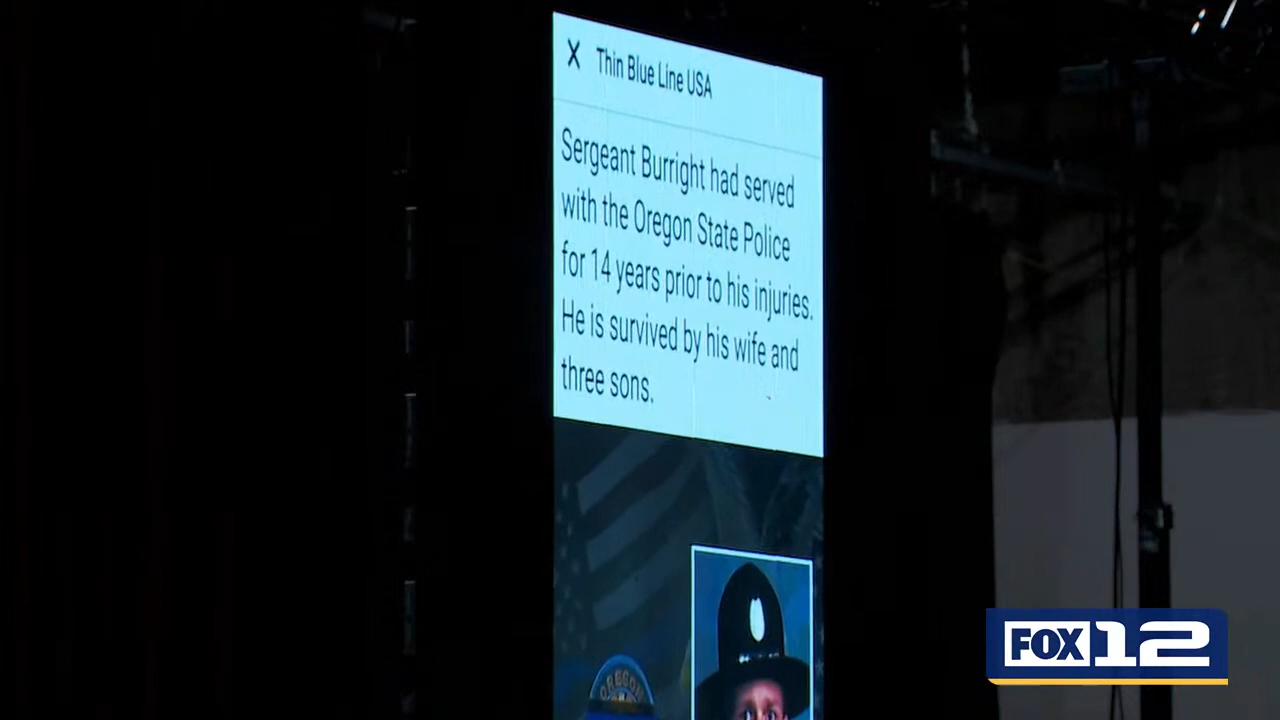 X Thin Blue Line USA
Sergeant Burright had served
with the Oregon State Police
for 14 years prior to his injuries.
He is survived by his wife and
three sons.
OREGON
FOX 12